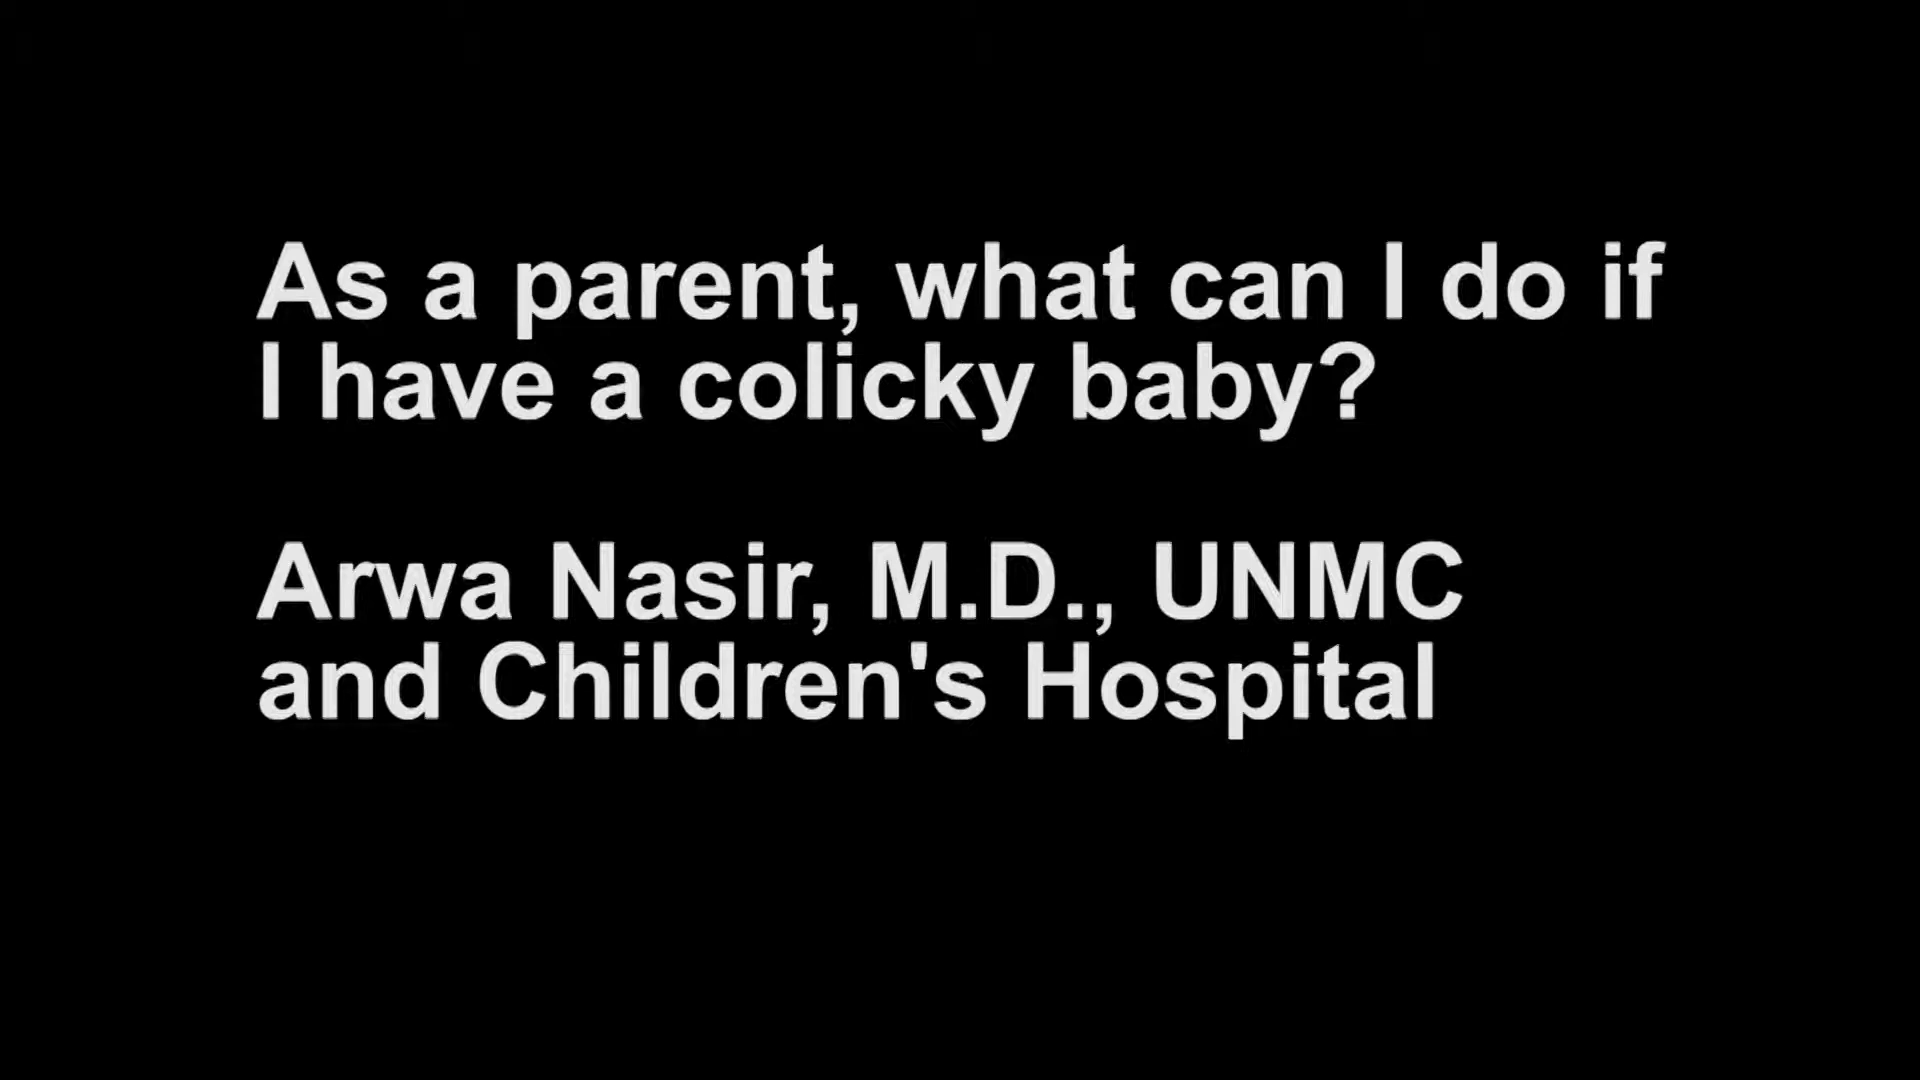 As a parent, what can I do if
I have a colicky baby?
Arwa Nasir, M.D., UNMC
and Children's Hospital